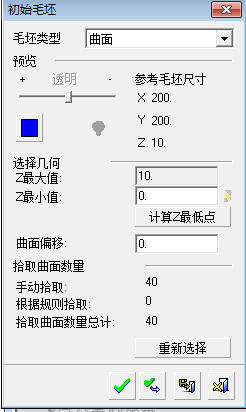 初始毛坯
毛坯类型 曲面
预览
+ 透明 -
参考毛坯尺寸
X 200.
Y 200.
Z 10.
选择几何
Z最大值: 10.
Z最小值: 0.
计算Z最低点
曲面偏移: 0.
拾取曲面数量
手动拾取: 40
根据规则拾取: 0
拾取曲面数量总计: 40
重新选择